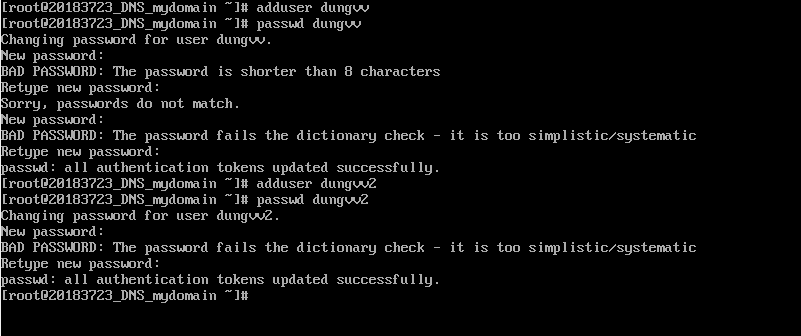 [root@20183723_DNS_mydomain ~]# adduser dungvv
[root@20183723_DNS_mydomain ~]# passwd dungvv
Changing password for user dungvv.
New password:
BAD PASSWORD: The password is shorter than 8 characters
Retype new password:
Sorry, passwords do not match.
New password:
BAD PASSWORD: The password fails the dictionary check - it is too simplistic/systematic
Retype new password:
passwd: all authentication tokens updated successfully.
[root@20183723_DNS_mydomain ~]# adduser dungvv2
[root@20183723_DNS_mydomain ~]# passwd dungvv2
Changing password for user dungvv2.
New password:
BAD PASSWORD: The password fails the dictionary check - it is too simplistic/systematic
Retype new password:
passwd: all authentication tokens updated successfully.
[root@20183723_DNS_mydomain ~]#